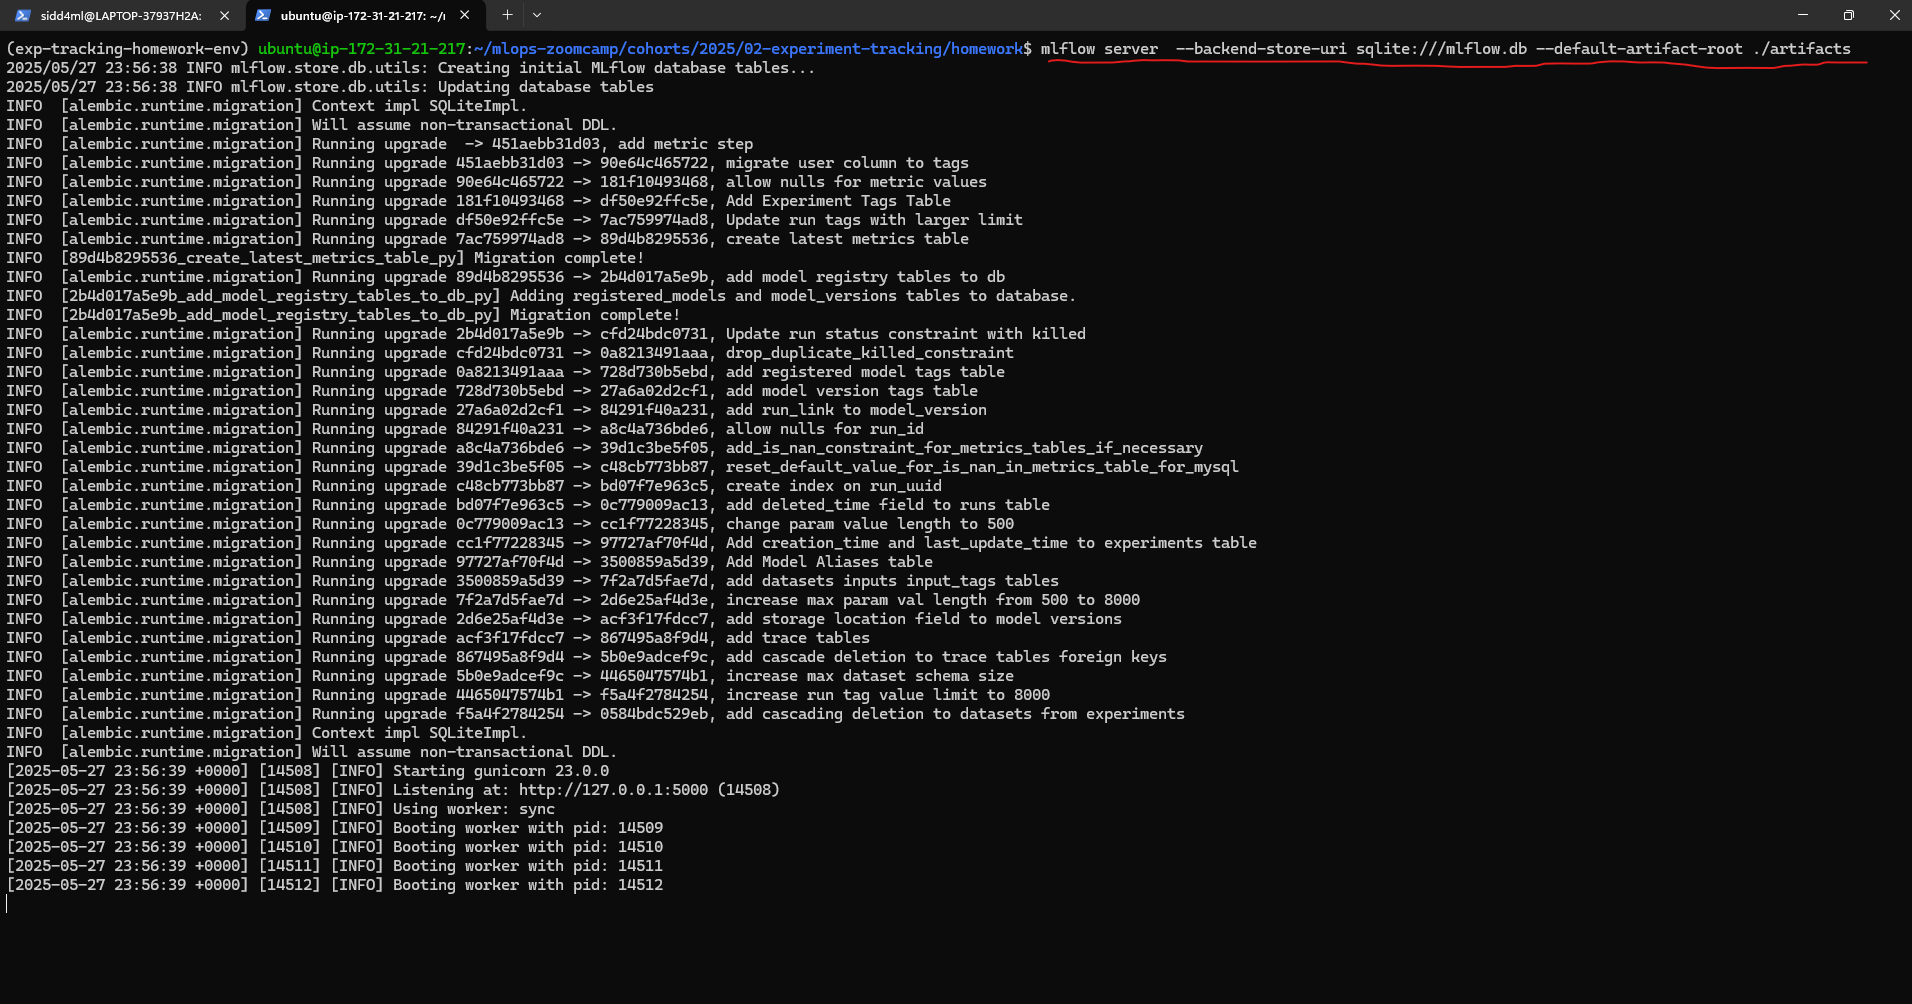 sidd4ml@LAPTOP-37937H2A:
ubuntu@ip-172-31-21-217: ~/r
(exp-tracking-homework-env) ubuntu@ip-172-31-21-217:~/mlops-zoomcamp/cohorts/2025/02-experiment-tracking/homework$ mlflow server  --backend-store-uri sqlite:///mlflow.db --default-artifact-root ./artifacts
2025/05/27 23:56:38 INFO mlflow.store.db.utils: Creating initial MLflow database tables...
2025/05/27 23:56:38 INFO mlflow.store.db.utils: Updating database tables
INFO  [alembic.runtime.migration] Context impl SQLiteImpl.
INFO  [alembic.runtime.migration] Will assume non-transactional DDL.
INFO  [alembic.runtime.migration] Running upgrade  -> 451aebb31d03, add metric step
INFO  [alembic.runtime.migration] Running upgrade 451aebb31d03 -> 90e64c465722, migrate user column to tags
INFO  [alembic.runtime.migration] Running upgrade 90e64c465722 -> 181f10493468, allow nulls for metric values
INFO  [alembic.runtime.migration] Running upgrade 181f10493468 -> df50e92ffc5e, Add Experiment Tags Table
INFO  [alembic.runtime.migration] Running upgrade df50e92ffc5e -> 7ac759974ad8, Update run tags with larger limit
INFO  [alembic.runtime.migration] Running upgrade 7ac759974ad8 -> 89d4b8295536, create latest metrics table
INFO  [89d4b8295536_create_latest_metrics_table_py] Migration complete!
INFO  [alembic.runtime.migration] Running upgrade 89d4b8295536 -> 2b4d017a5e9b, add model registry tables to db
INFO  [2b4d017a5e9b_add_model_registry_tables_to_db_py] Adding registered_models and model_versions tables to database.
INFO  [2b4d017a5e9b_add_model_registry_tables_to_db_py] Migration complete!
INFO  [alembic.runtime.migration] Running upgrade 2b4d017a5e9b -> cfd24bdc0731, Update run status constraint with killed
INFO  [alembic.runtime.migration] Running upgrade cfd24bdc0731 -> 0a8213491aaa, drop_duplicate_killed_constraint
INFO  [alembic.runtime.migration] Running upgrade 0a8213491aaa -> 728d730b5ebd, add registered model tags table
INFO  [alembic.runtime.migration] Running upgrade 728d730b5ebd -> 27a6a02d2cf1, add model version tags table
INFO  [alembic.runtime.migration] Running upgrade 27a6a02d2cf1 -> 84291f40a231, add run_link to model_version
INFO  [alembic.runtime.migration] Running upgrade 84291f40a231 -> a8c4a736bde6, allow nulls for run_id
INFO  [alembic.runtime.migration] Running upgrade a8c4a736bde6 -> 39d1c3be5f05, add_is_nan_constraint_for_metrics_tables_if_necessary
INFO  [alembic.runtime.migration] Running upgrade 39d1c3be5f05 -> c48cb773bb87, reset_default_value_for_is_nan_in_metrics_table_for_mysql
INFO  [alembic.runtime.migration] Running upgrade c48cb773bb87 -> bd07f7e963c5, create index on run_uuid
INFO  [alembic.runtime.migration] Running upgrade bd07f7e963c5 -> 0c779009ac13, add deleted_time field to runs table
INFO  [alembic.runtime.migration] Running upgrade 0c779009ac13 -> cc1f77228345, change param value length to 500
INFO  [alembic.runtime.migration] Running upgrade cc1f77228345 -> 97727af70f4d, Add creation_time and last_update_time to experiments table
INFO  [alembic.runtime.migration] Running upgrade 97727af70f4d -> 3500859a5d39, Add Model Aliases table
INFO  [alembic.runtime.migration] Running upgrade 3500859a5d39 -> 7f2a7d5fae7d, add datasets inputs input_tags tables
INFO  [alembic.runtime.migration] Running upgrade 7f2a7d5fae7d -> 2d6e25af4d3e, increase max param val length from 500 to 8000
INFO  [alembic.runtime.migration] Running upgrade 2d6e25af4d3e -> acf3f17fdcc7, add storage location field to model versions
INFO  [alembic.runtime.migration] Running upgrade acf3f17fdcc7 -> 867495a8f9d4, add trace tables
INFO  [alembic.runtime.migration] Running upgrade 867495a8f9d4 -> 5b0e9adcef9c, add cascade deletion to trace tables foreign keys
INFO  [alembic.runtime.migration] Running upgrade 5b0e9adcef9c -> 4465047574b1, increase max dataset schema size
INFO  [alembic.runtime.migration] Running upgrade 4465047574b1 -> f5a4f2784254, increase run tag value limit to 8000
INFO  [alembic.runtime.migration] Running upgrade f5a4f2784254 -> 0584bdc529eb, add cascading deletion to datasets from experiments
INFO  [alembic.runtime.migration] Context impl SQLiteImpl.
INFO  [alembic.runtime.migration] Will assume non-transactional DDL.
[2025-05-27 23:56:39 +0000] [14508] [INFO] Starting gunicorn 23.0.0
[2025-05-27 23:56:39 +0000] [14508] [INFO] Listening at: http://127.0.0.1:5000 (14508)
[2025-05-27 23:56:39 +0000] [14508] [INFO] Using worker: sync
[2025-05-27 23:56:39 +0000] [14509] [INFO] Booting worker with pid: 14509
[2025-05-27 23:56:39 +0000] [14510] [INFO] Booting worker with pid: 14510
[2025-05-27 23:56:39 +0000] [14511] [INFO] Booting worker with pid: 14511
[2025-05-27 23:56:39 +0000] [14512] [INFO] Booting worker with pid: 14512